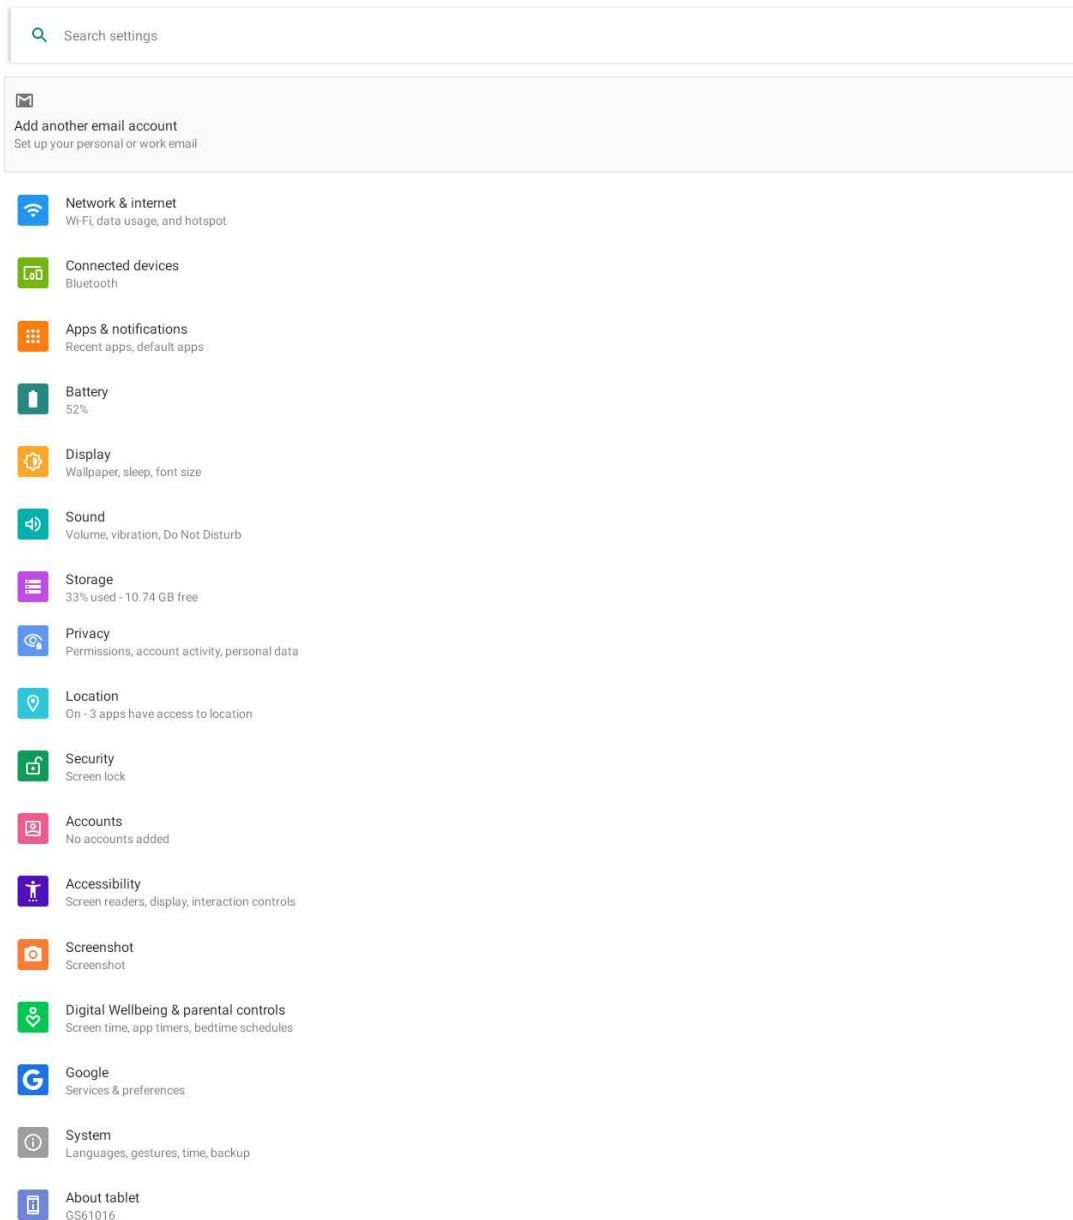 Search settings
Add another email account
Set up your personal or work email
Network & internet
Wi-Fi, data usage, and hotspot
Connected devices
Bluetooth
Apps & notifications
Recent apps, default apps
Battery
52%
Display
Wallpaper, sleep, font size
Sound
Volume, vibration, Do Not Disturb
Storage
33% used - 10.74 GB free
Privacy
Permissions, account activity, personal data
Location
On - 3 apps have access to location
Security
Screen lock
Accounts
No accounts added
Accessibility
Screen readers, display, interaction controls
Screenshot
Screenshot
Digital Wellbeing & parental controls
Screen time, app timers, bedtime schedules
Google
Services & preferences
System
Languages, gestures, time, backup
About tablet
GS61016